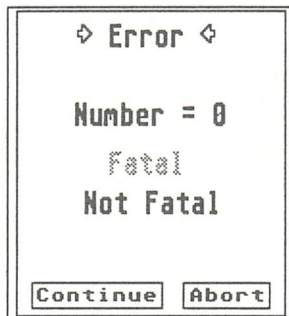 ⇨ Error ⇦
Number = 0
Fatal
Not Fatal
Continue Abort